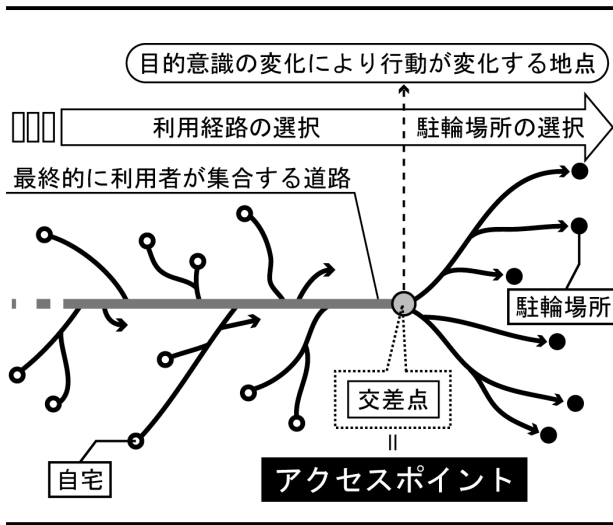 目的意識の変化により行動が変化する地点
利用経路の選択
駐輪場所の選択
最終的に利用者が集合する道路
駐輪場所
交差点
=
自宅
アクセスポイント